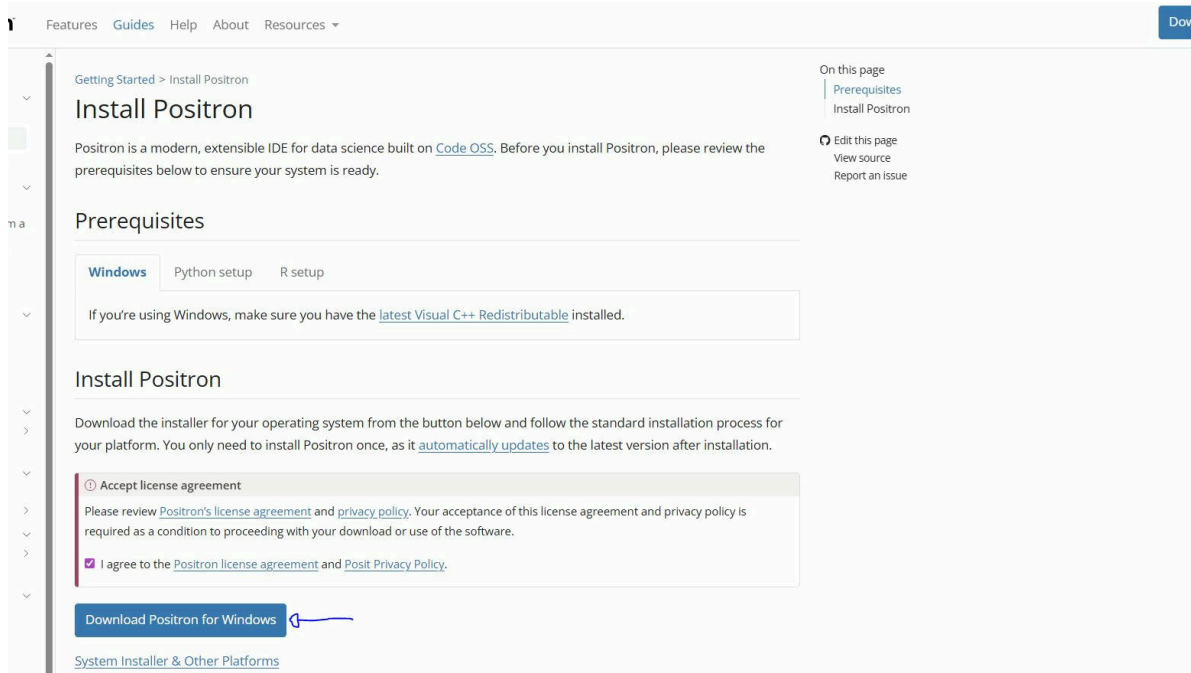 Features Guides Help About Resources
Getting Started > Install Positron
Install Positron
Positron is a modern, extensible IDE for data science built on Code OSS. Before you install Positron, please review the
prerequisites below to ensure your system is ready.
Prerequisites
Windows Python setup R setup
If you’re using Windows, make sure you have the latest Visual C++ Redistributable installed.
Install Positron
Download the installer for your operating system from the button below and follow the standard installation process for
your platform. You only need to install Positron once, as it automatically updates to the latest version after installation.
Accept license agreement
Please review Positron’s license agreement and privacy policy. Your acceptance of this license agreement and privacy policy is
required as a condition to proceeding with your download or use of the software.
I agree to the Positron license agreement and Posit Privacy Policy.
Download Positron for Windows
System Installer & Other Platforms
On this page
Prerequisites
Install Positron
Edit this page
View source
Report an issue